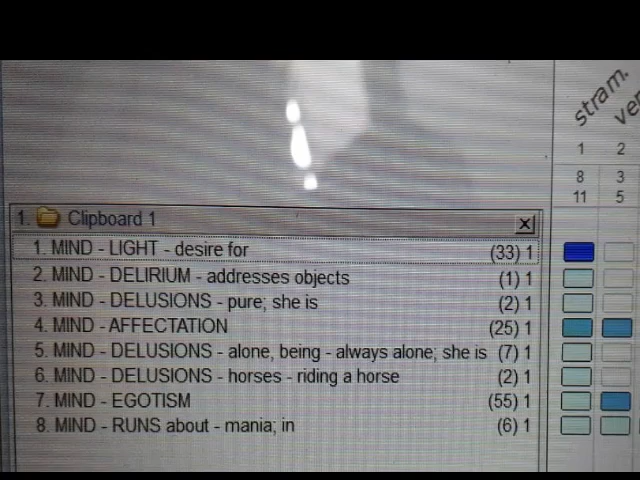 stram.
ver
1 2
8 3
11 5
1. Clipboard 1 X
1. MIND - LIGHT - desire for (33) 1
2. MIND - DELIRIUM - addresses objects (1) 1
3. MIND - DELUSIONS - pure; she is (2) 1
4. MIND - AFFECTATION (25) 1
5. MIND - DELUSIONS - alone, being - always alone; she is (7) 1
6. MIND - DELUSIONS - horses - riding a horse (2) 1
7. MIND - EGOTISM (55) 1
8. MIND - RUNS about - mania; in (6) 1